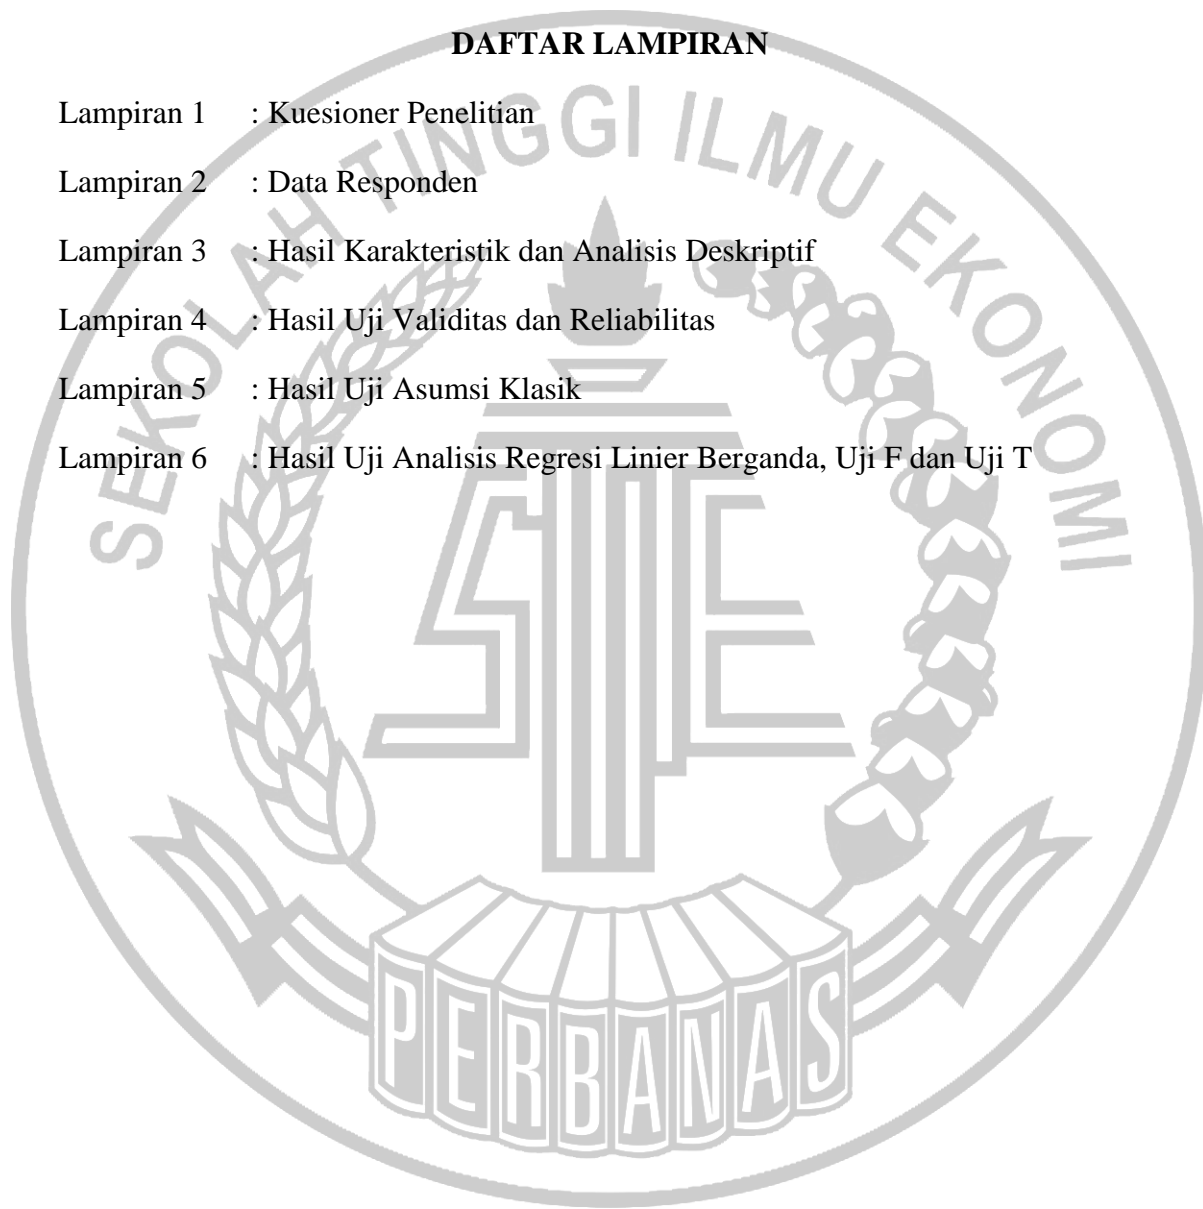 DAFTAR LAMPIRAN
Lampiran 1 : Kuesioner Penelitian
Lampiran 2 : Data Responden
Lampiran 3 : Hasil Karakteristik dan Analisis Deskriptif
Lampiran 4 : Hasil Uji Validitas dan Reliabilitas
Lampiran 5 : Hasil Uji Asumsi Klasik
Lampiran 6 : Hasil Uji Analisis Regresi Linier Berganda, Uji F dan Uji T
SEKOLAH TINGGI ILMU EKONOMI
STIE
PERBANAS